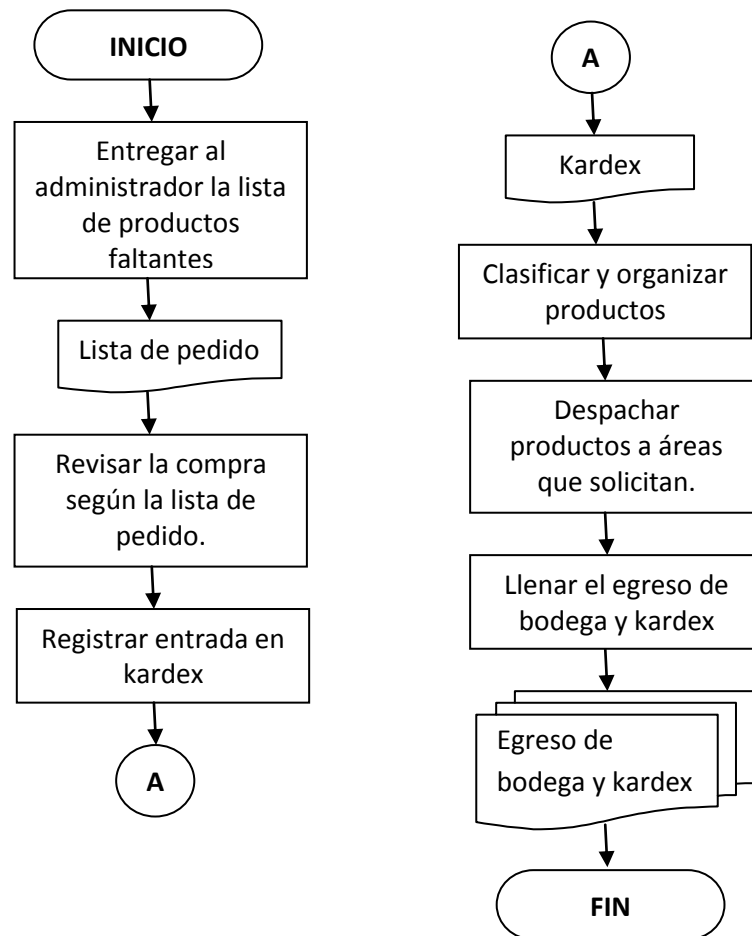 INICIO
Entregar al
administrador la lista
de productos
faltantes
Lista de pedido
Revisar la compra
según la lista de
pedido.
Registrar entrada en
kardex
A
A
Kardex
Clasificar y organizar
productos
Despachar
productos a áreas
que solicitan.
Llenar el egreso de
bodega y kardex
Egreso de
bodega y kardex
FIN